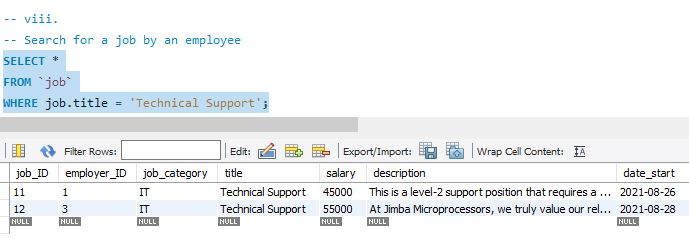 -- viii.
-- Search for a job by an employee
SELECT *
FROM `job`
WHERE job.title = 'Technical Support';
Filter Rows: Edit: Export/Import: Wrap Cell Content: IA
job_ID employer_ID job_category title salary description date_start
11 1 IT Technical Support 45000 This is a level-2 support position that requires a ... 2021-08-26
12 3 IT Technical Support 55000 At Jimba Microprocessors, we truly value our rel... 2021-08-28
NULL NULL NULL NULL NULL NULL NULL